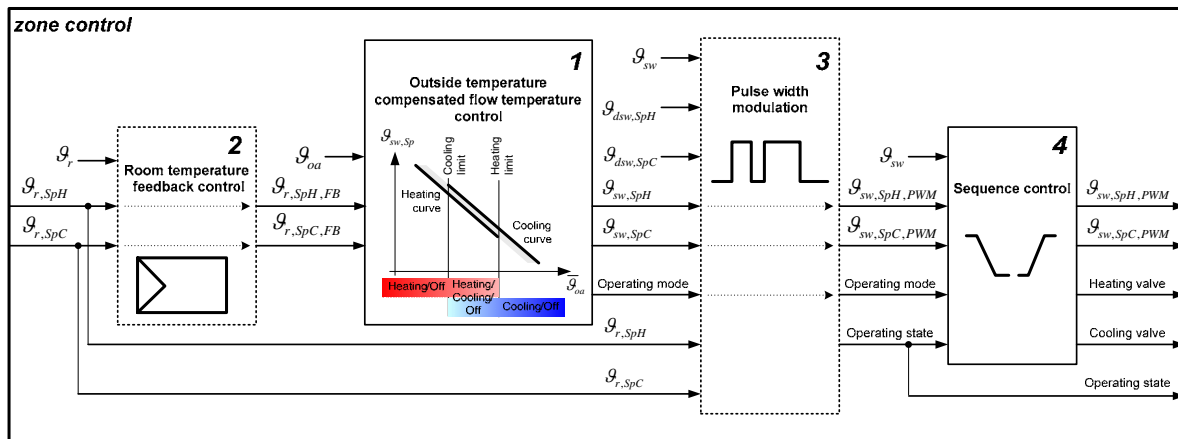 zone control
2
Room temperature
feedback control
ϑr
ϑr,SpH
ϑr,SpC
ϑr,SpH,FB
ϑr,SpC,FB
ϑoa
1
Outside temperature
compensated flow temperature
control
ϑsw,Sp
Cooling
limit
Heating
limit
Heating
curve
Cooling
curve
ϑoa
Heating/Off
Heating/
Cooling/
Off
Cooling/Off
ϑsw
ϑdsw,SpH
ϑdsw,SpC
ϑsw,SpH
ϑsw,SpC
Operating mode
ϑr,SpH
ϑr,SpC
3
Pulse width
modulation
ϑsw
ϑsw,SpH,PWM
ϑsw,SpC,PWM
Operating mode
Operating state
4
Sequence control
ϑsw,SpH,PWM
ϑsw,SpC,PWM
Heating valve
Cooling valve
Operating state